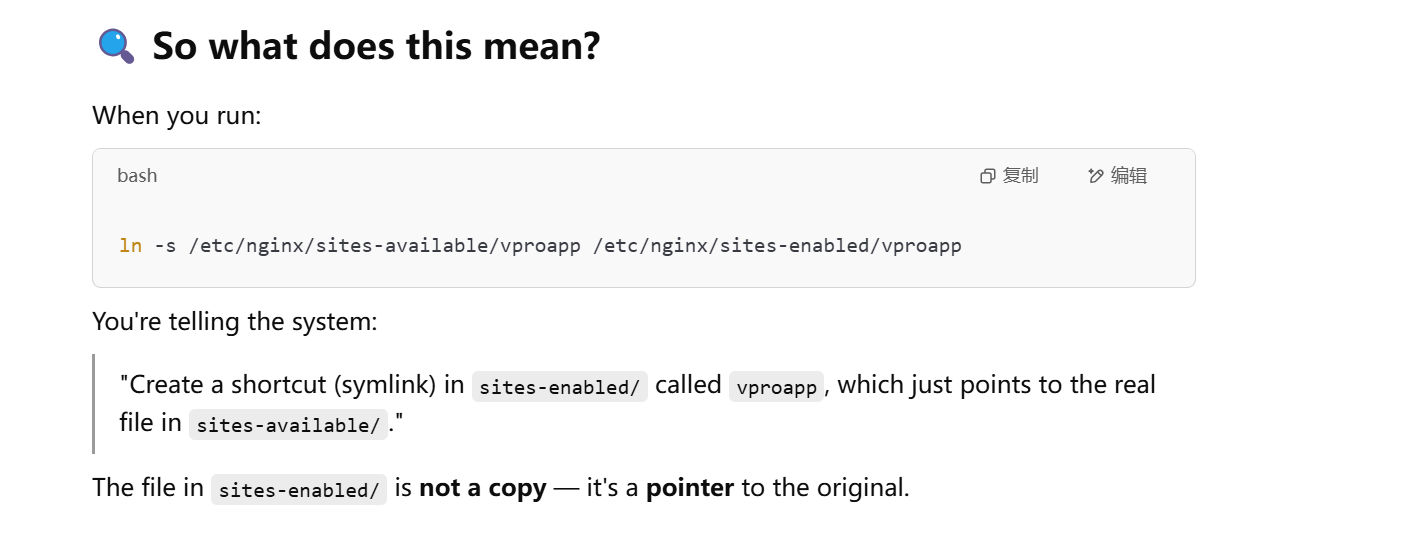 🔍 So what does this mean?
When you run:
bash 复制 编辑
ln -s /etc/nginx/sites-available/vproapp /etc/nginx/sites-enabled/vproapp
You're telling the system:
"Create a shortcut (symlink) in sites-enabled/ called vproapp, which just points to the real
file in sites-available/."
The file in sites-enabled/ is not a copy — it's a pointer to the original.